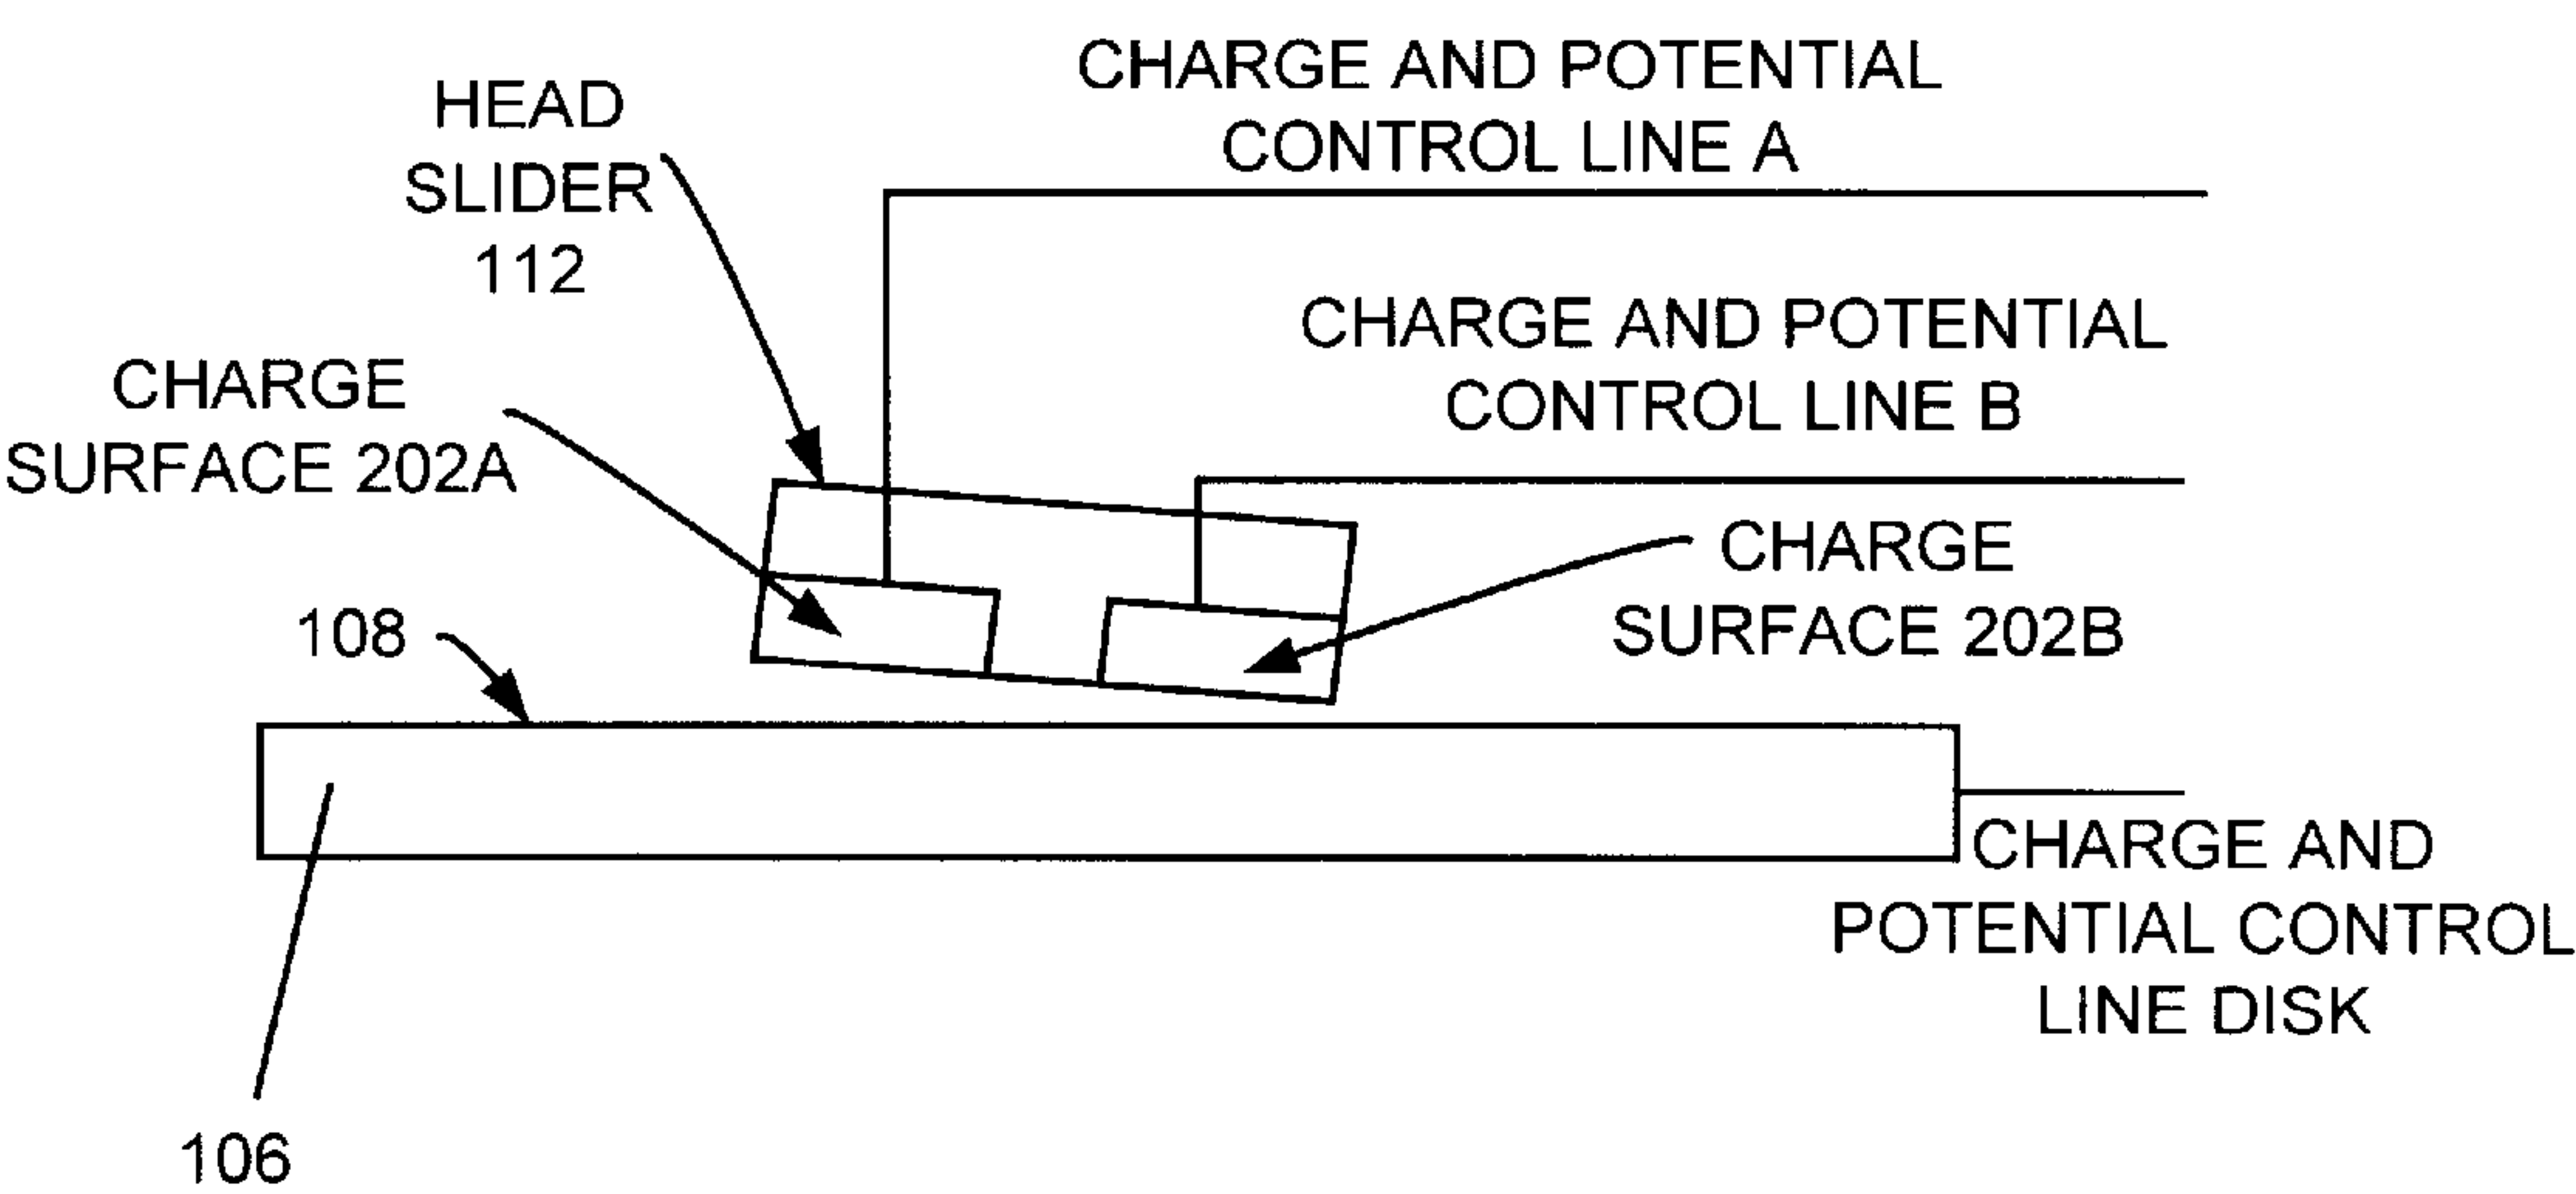 CHARGE AND POTENTIAL
CONTROL LINE A
HEAD
SLIDER
112
CHARGE AND POTENTIAL
CONTROL LINE B
CHARGE
SURFACE 202A
CHARGE
SURFACE 202B
108
CHARGE AND
POTENTIAL CONTROL
LINE DISK
106